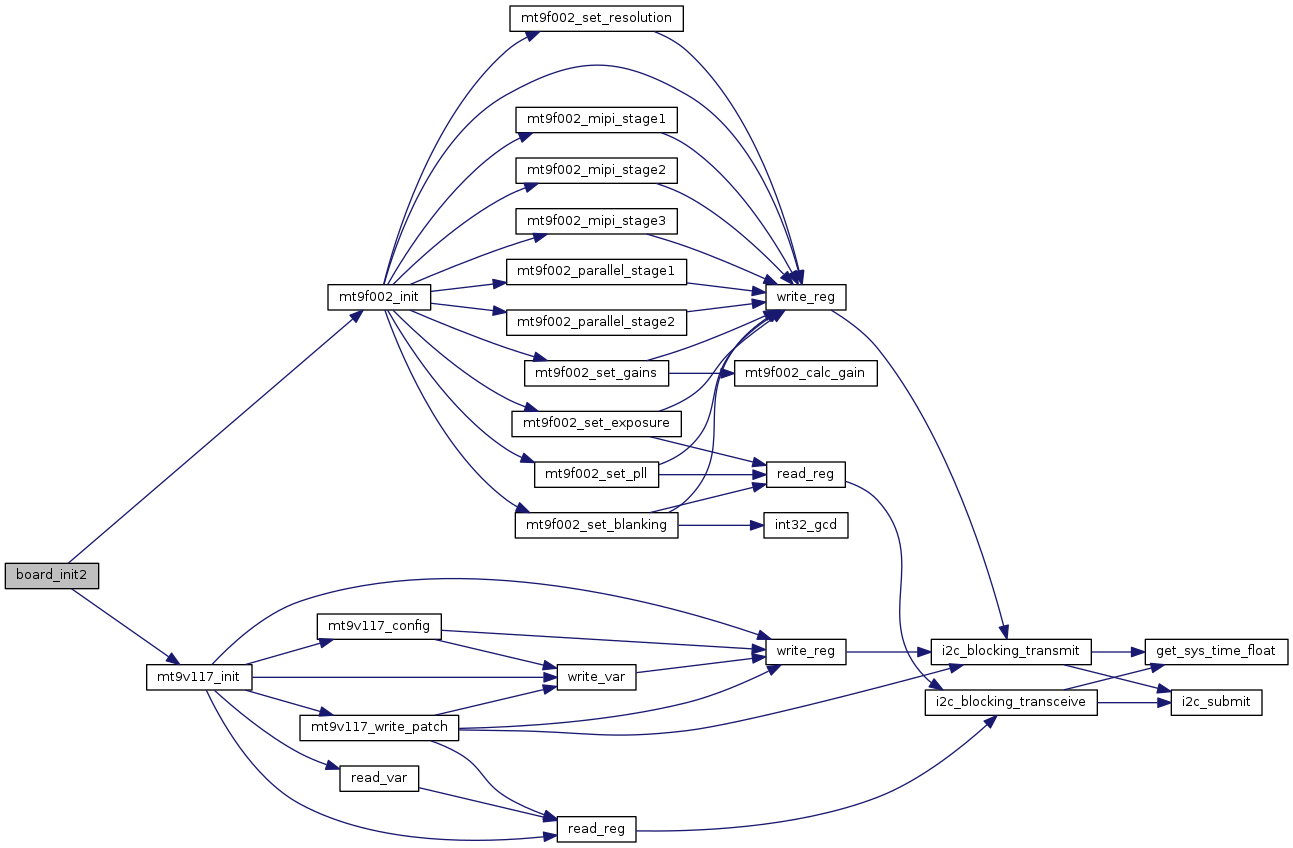 mt9f002_set_resolution
mt9f002_mipi_stage1
mt9f002_mipi_stage2
mt9f002_mipi_stage3
mt9f002_parallel_stage1
mt9f002_init
write_reg
mt9f002_parallel_stage2
mt9f002_set_gains
mt9f002_calc_gain
mt9f002_set_exposure
mt9f002_set_pll
read_reg
mt9f002_set_blanking
int32_gcd
board_init2
mt9v117_config
write_reg
i2c_blocking_transmit
get_sys_time_float
mt9v117_init
write_var
i2c_blocking_transceive
i2c_submit
mt9v117_write_patch
read_var
read_reg